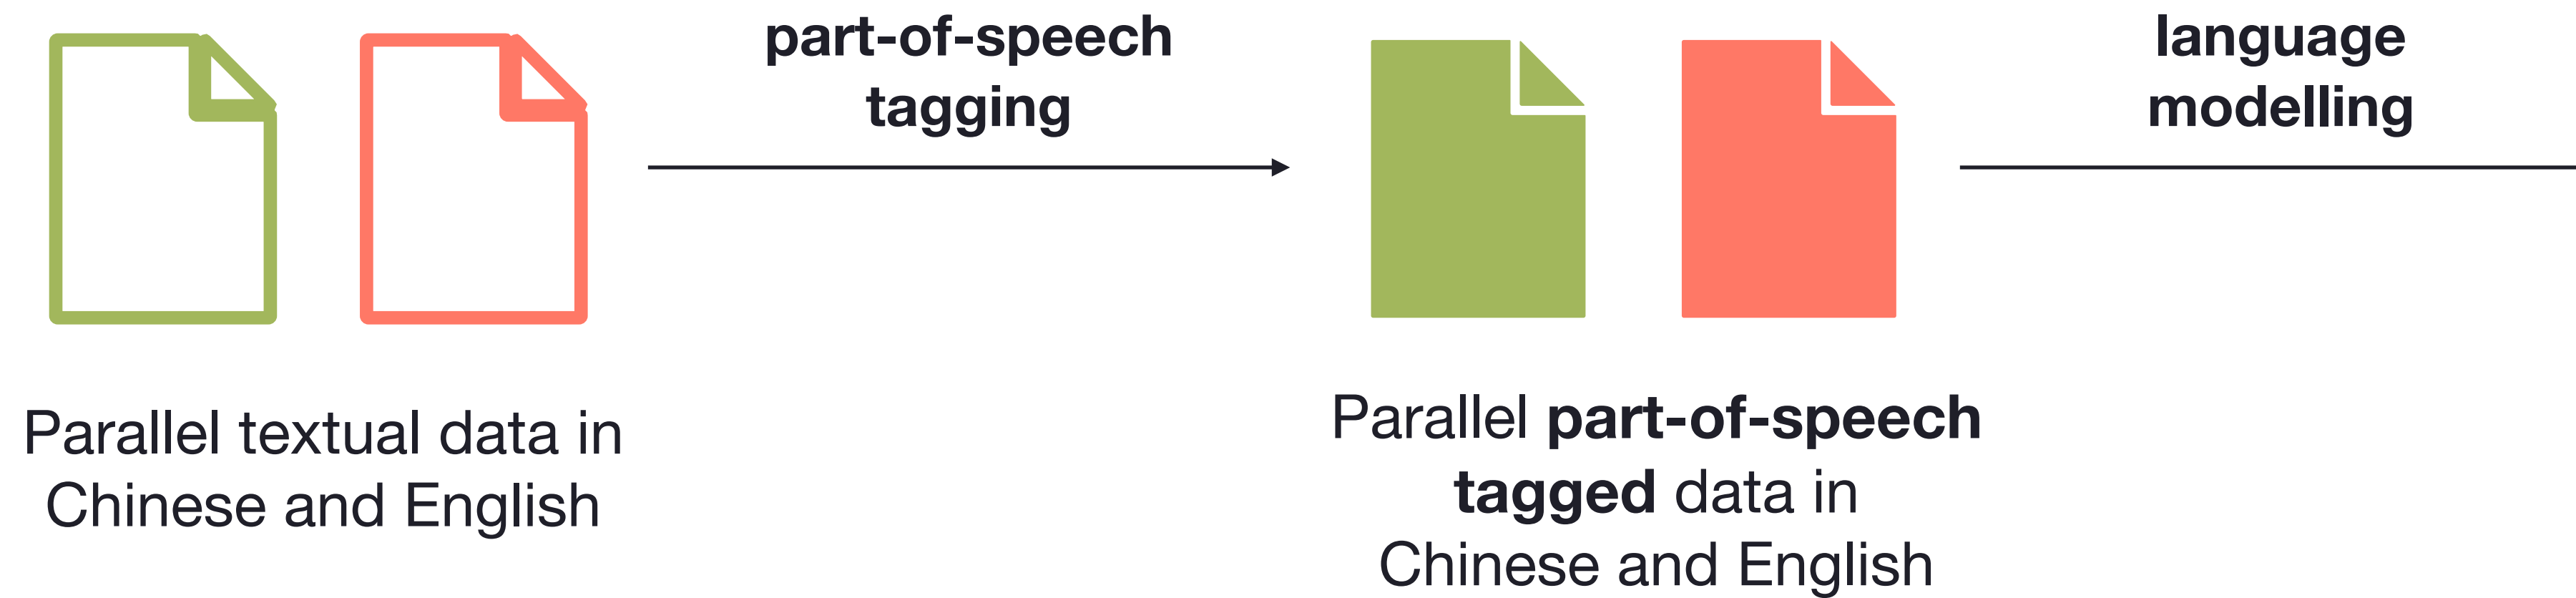 part-of-speech
tagging
language
modelling
Parallel textual data in
Chinese and English
Parallel part-of-speech
tagged data in
Chinese and English